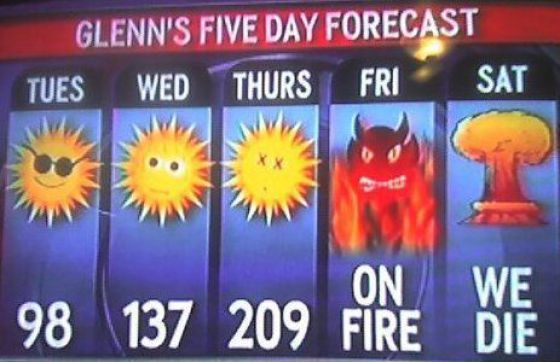 GLENN'S FIVE DAY FORECAST
TUES WED THURS FRI SAT
98 137 209 ON FIRE WE DIE